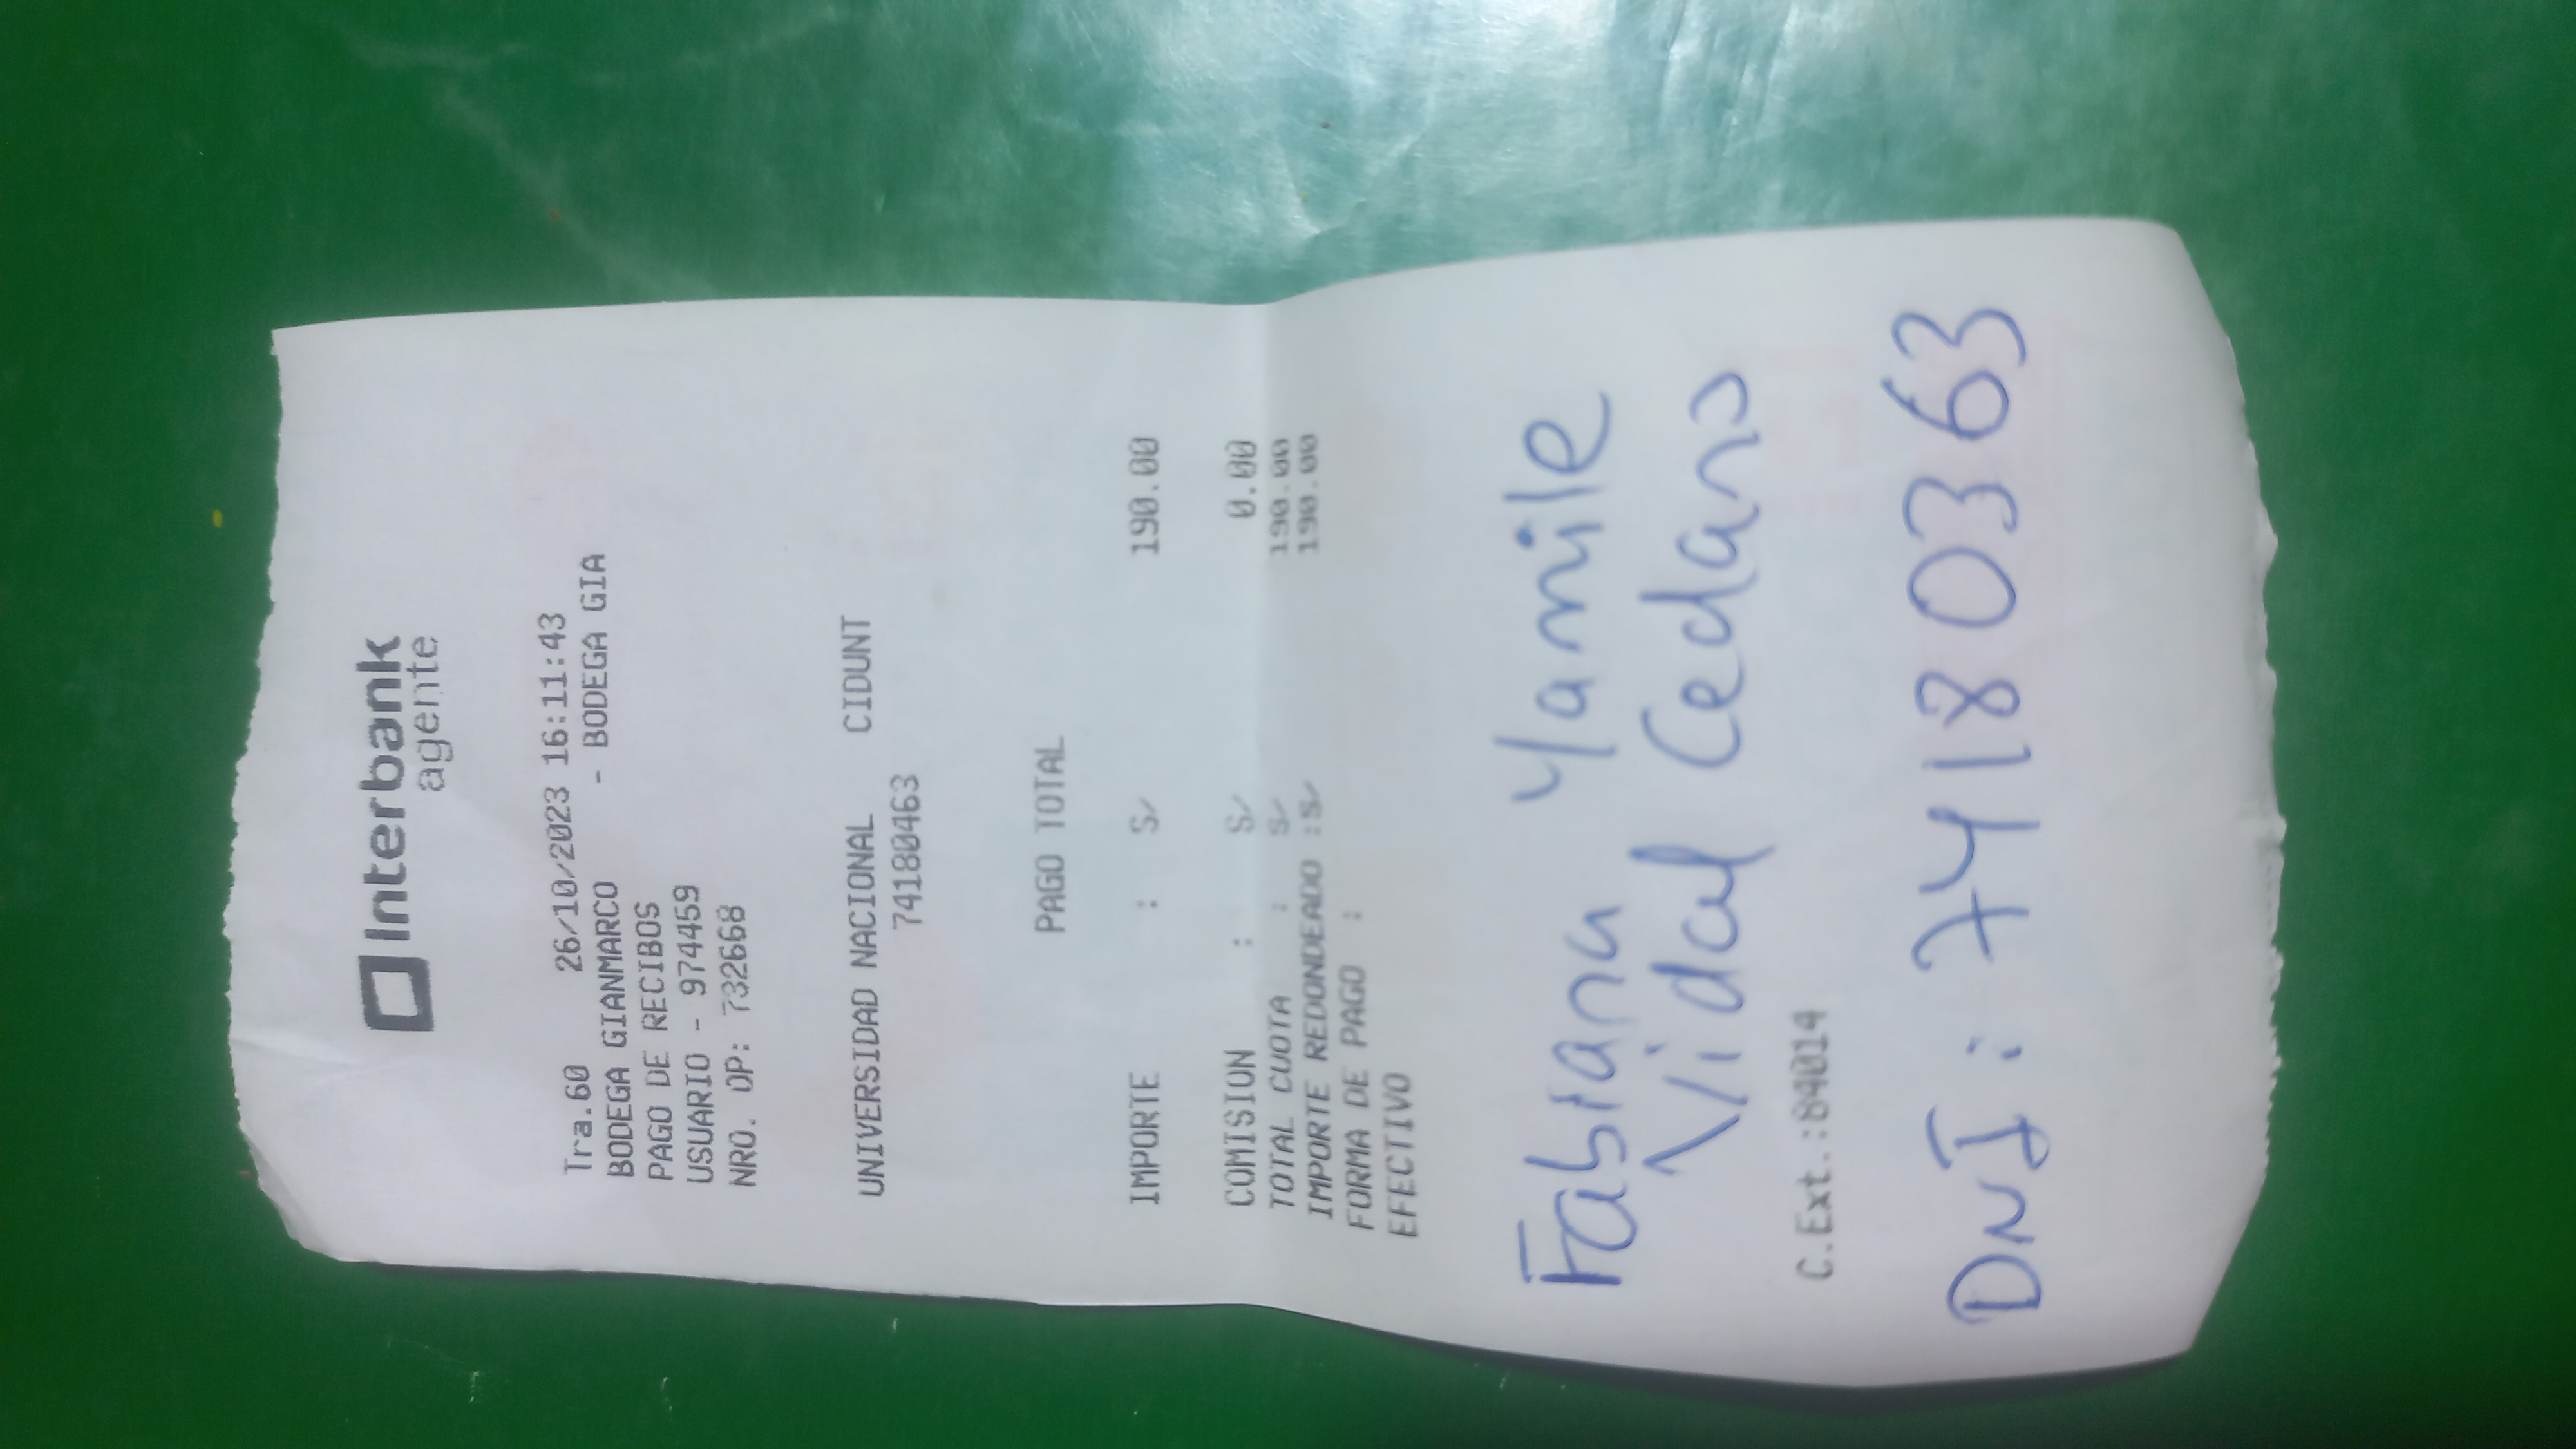 Interbank
agente
Tra.60 26/10/2023 16:11:43
BODEGA GIANMARCO - BODEGA GIA
PAGO DE RECIBOS
USUARIO - 974459
NRO. OP: 732668
UNIVERSIDAD NACIONAL CIDUNT
74180463
PAGO TOTAL
IMPORTE : S/ 190.00
COMISION : S/ 0.00
TOTAL CUOTA : S/ 190.00
IMPORTE REDONDEADO :S/ 190.00
FORMA DE PAGO :
EFECTIVO
Fabiana Yamile
Vidal Cedano
C.Ext.:84014
DNI: 74180363